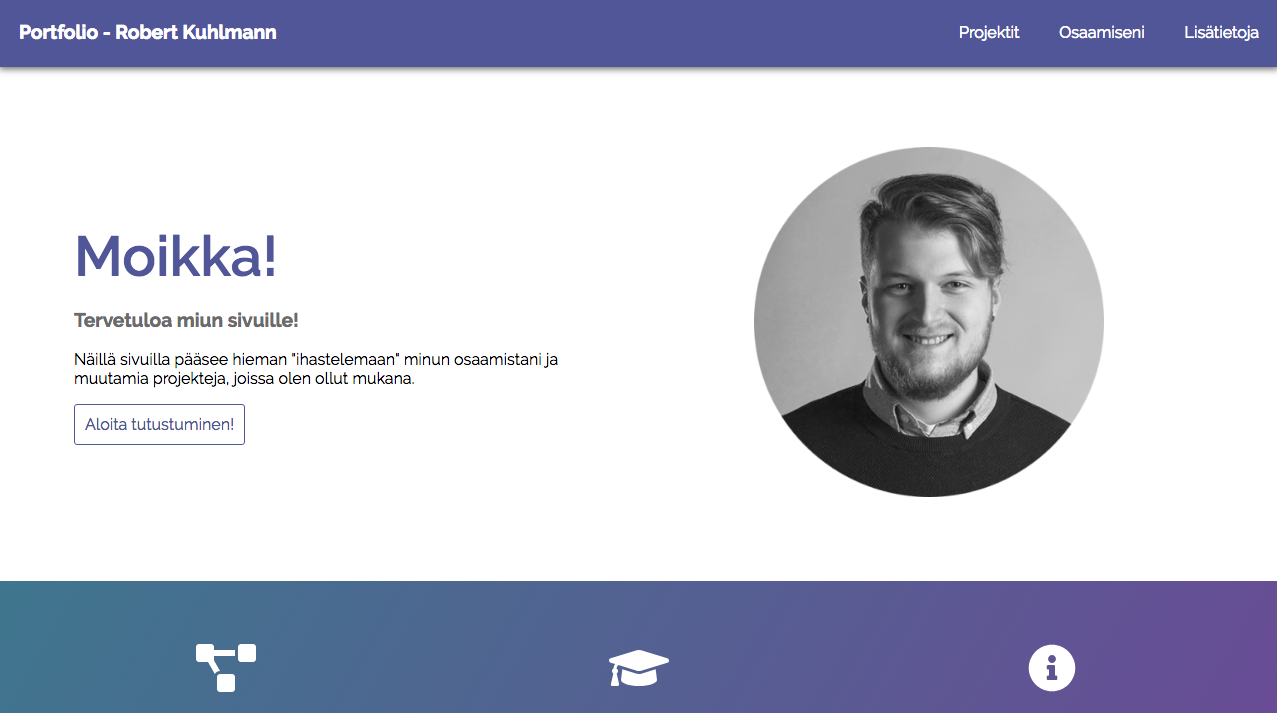 Portfolio - Robert Kuhlmann
Projektit
Osaamiseni
Lisätietoja
Moikka!
Tervetuloa miun sivuille!
Näillä sivuilla pääsee hieman "ihastelemaan" minun osaamistani ja
muutamia projekteja, joissa olen ollut mukana.
Aloita tutustuminen!